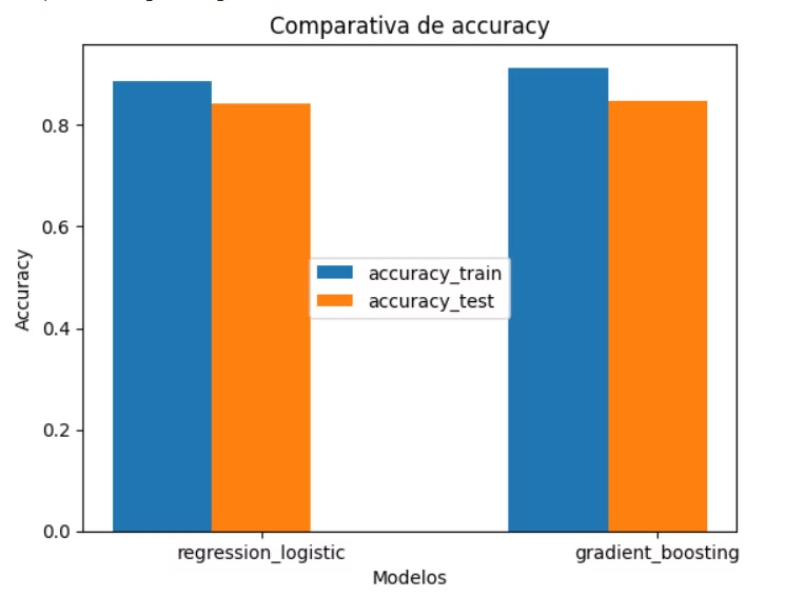 Comparativa de accuracy
Accuracy
0.8
0.6
0.4
0.2
0.0
accuracy_train
accuracy_test
regression_logistic
gradient_boosting
Modelos